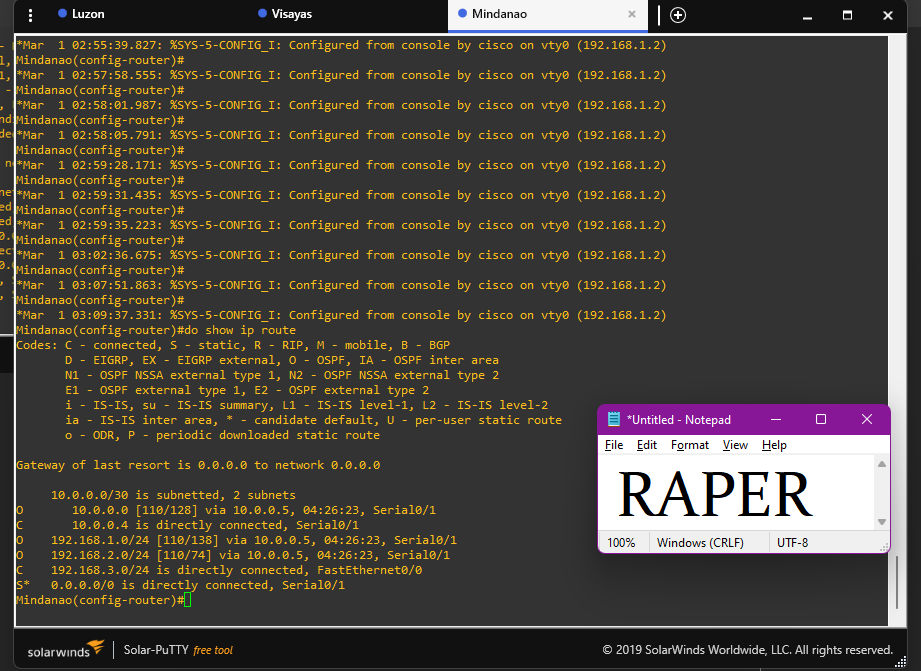 Luzon
Visayas
Mindanao
*Mar  1 02:55:39.827: %SYS-5-CONFIG_I: Configured from console by cisco on vty0 (192.168.1.2)
Mindanao(config-router)#
*Mar  1 02:57:58.555: %SYS-5-CONFIG_I: Configured from console by cisco on vty0 (192.168.1.2)
Mindanao(config-router)#
*Mar  1 02:58:01.987: %SYS-5-CONFIG_I: Configured from console by cisco on vty0 (192.168.1.2)
Mindanao(config-router)#
*Mar  1 02:58:05.791: %SYS-5-CONFIG_I: Configured from console by cisco on vty0 (192.168.1.2)
Mindanao(config-router)#
*Mar  1 02:59:28.171: %SYS-5-CONFIG_I: Configured from console by cisco on vty0 (192.168.1.2)
Mindanao(config-router)#
*Mar  1 02:59:31.435: %SYS-5-CONFIG_I: Configured from console by cisco on vty0 (192.168.1.2)
Mindanao(config-router)#
*Mar  1 02:59:35.223: %SYS-5-CONFIG_I: Configured from console by cisco on vty0 (192.168.1.2)
Mindanao(config-router)#
*Mar  1 03:02:36.675: %SYS-5-CONFIG_I: Configured from console by cisco on vty0 (192.168.1.2)
Mindanao(config-router)#
*Mar  1 03:07:51.863: %SYS-5-CONFIG_I: Configured from console by cisco on vty0 (192.168.1.2)
Mindanao(config-router)#
*Mar  1 03:09:37.331: %SYS-5-CONFIG_I: Configured from console by cisco on vty0 (192.168.1.2)
Mindanao(config-router)#do show ip route
Codes: C - connected, S - static, R - RIP, M - mobile, B - BGP
       D - EIGRP, EX - EIGRP external, O - OSPF, IA - OSPF inter area
       N1 - OSPF NSSA external type 1, N2 - OSPF NSSA external type 2
       E1 - OSPF external type 1, E2 - OSPF external type 2
       i - IS-IS, su - IS-IS summary, L1 - IS-IS level-1, L2 - IS-IS level-2
       ia - IS-IS inter area, * - candidate default, U - per-user static route
       o - ODR, P - periodic downloaded static route
Gateway of last resort is 0.0.0.0 to network 0.0.0.0
     10.0.0.0/30 is subnetted, 2 subnets
O       10.0.0.0 [110/128] via 10.0.0.5, 04:26:23, Serial0/1
C       10.0.0.4 is directly connected, Serial0/1
O    192.168.1.0/24 [110/138] via 10.0.0.5, 04:26:23, Serial0/1
O    192.168.2.0/24 [110/74] via 10.0.0.5, 04:26:23, Serial0/1
C    192.168.3.0/24 is directly connected, FastEthernet0/0
S*   0.0.0.0/0 is directly connected, Serial0/1
Mindanao(config-router)#
*Untitled - Notepad
File Edit Format View Help
RAPER
100% Windows (CRLF) UTF-8
solarwinds Solar-PuTTY free tool
© 2019 SolarWinds Worldwide, LLC. All rights reserved.